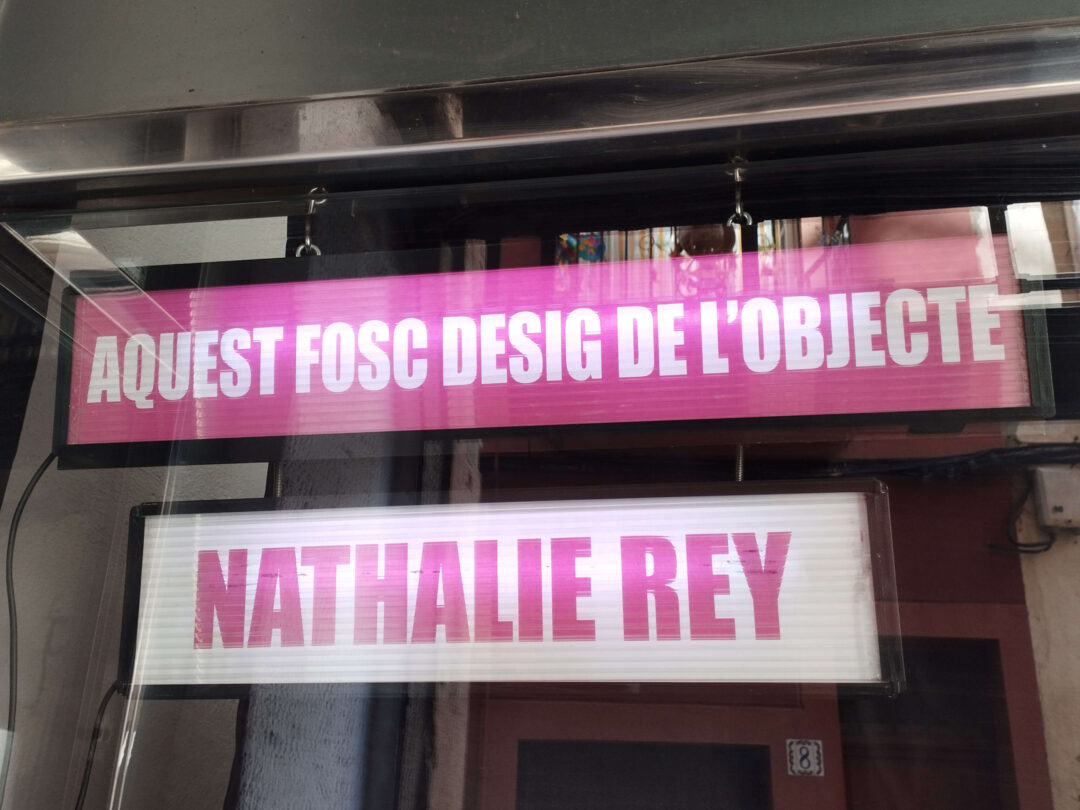 AQUEST FOSC DESIG DE L'OBJECTE
NATHALIE REY
8